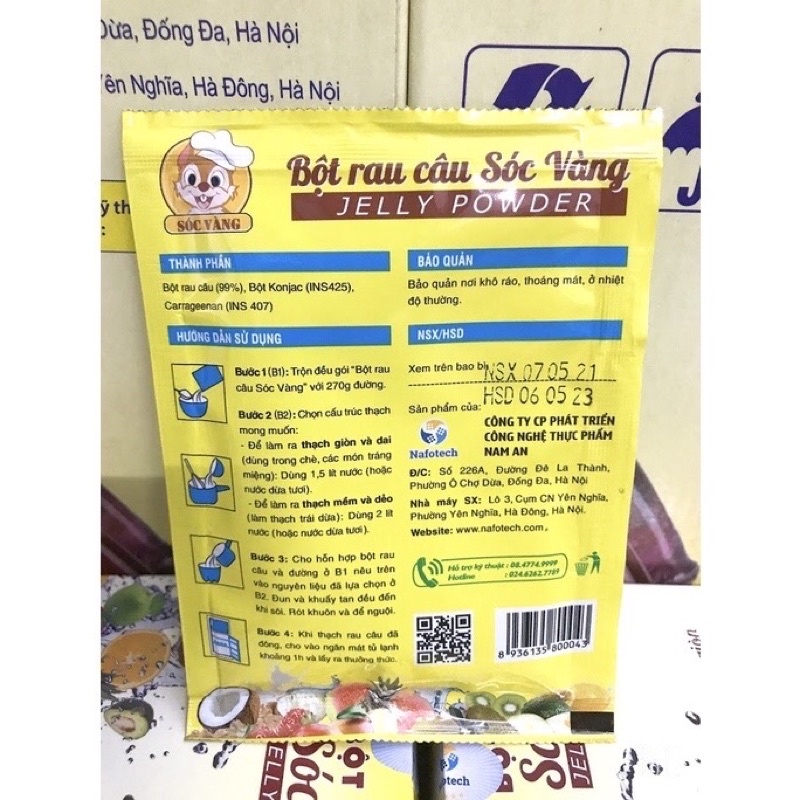 Dừa, Đống Đa, Hà Nội
Yên Nghĩa, Hà Đông, Hà Nội
SÓC VÀNG
Bột rau câu Sóc Vàng
JELLY POWDER
THÀNH PHẦN
Bột rau câu (99%), Bột Konjac (INS425),
Carrageenan (INS 407)
HƯỚNG DẪN SỬ DỤNG
Bước 1 (B1): Trộn đều gói "Bột rau
câu Sóc Vàng" với 270g đường.
Bước 2 (B2): Chọn cấu trúc thạch
mong muốn:
- Để làm ra thạch giòn và dai
(dùng trong chè, các món tráng
miệng): Dùng 1,5 lít nước (hoặc
nước dừa tươi).
- Để làm ra thạch mềm và dẻo
(làm thạch trái dừa): Dùng 2 lít
nước (hoặc nước dừa tươi).
Bước 3: Cho hỗn hợp bột rau
câu và đường ở B1 nêu trên
vào nguyên liệu đã lựa chọn ở
B2. Đun và khuấy tan đều đến
khi sôi. Rót khuôn và để nguội.
Bước 4: Khi thạch rau câu đã
đông, cho vào ngăn mát tủ lạnh
khoảng 1h và lấy ra thưởng thức.
BẢO QUẢN
Bảo quản nơi khô ráo, thoáng mát, ở nhiệt
độ thường.
NSX/HSD
Xem trên bao bì
NSX 07 05 21
HSD 06 05 23
Sản phẩm của:
Nafotech
CÔNG TY CP PHÁT TRIỂN
CÔNG NGHỆ THỰC PHẨM
NAM AN
Đ/C: Số 226A, Đường Đê La Thành,
Phường Ô Chợ Dừa, Đống Đa, Hà Nội
Nhà máy SX: Lô 3, Cụm CN Yên Nghĩa,
Phường Yên Nghĩa, Hà Đông, Hà Nội.
Website: www.nafotech.com
Hỗ trợ kỹ thuật : 08.4774.9999
Hotline : 024.6262.7789
8 936135 800043
BỘT
Sóc
JELLY
Nafotech